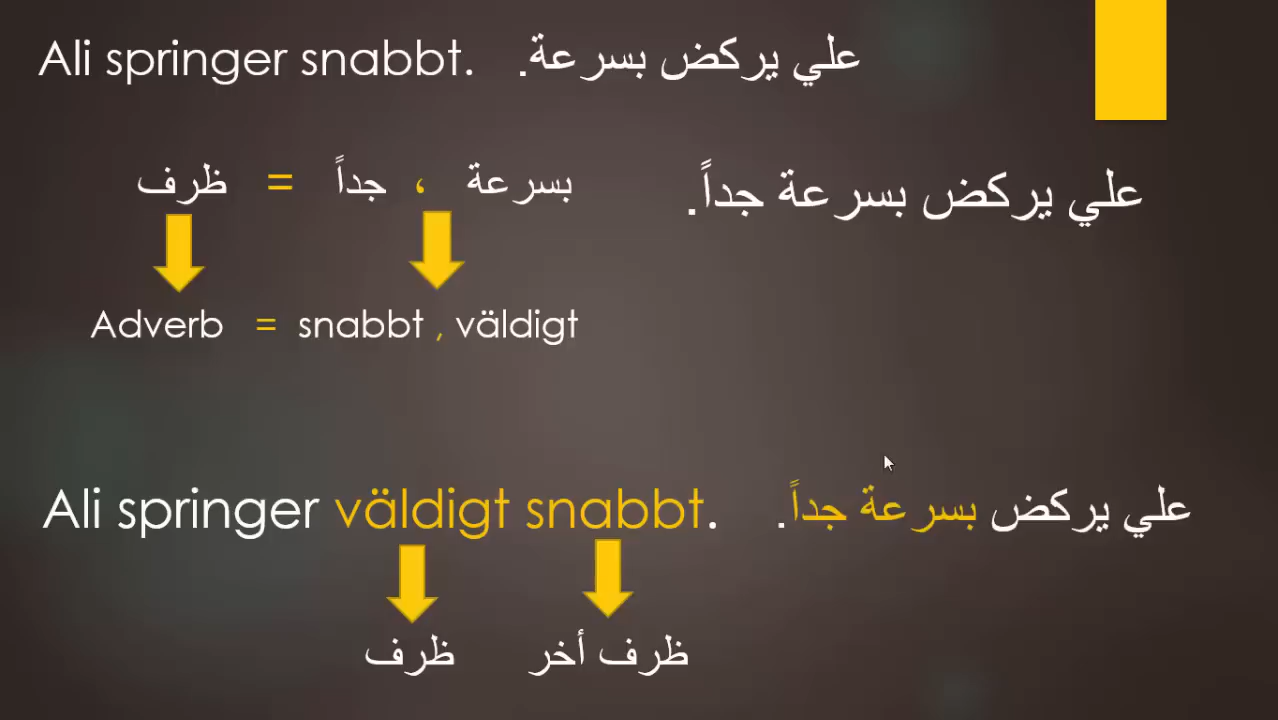 Ali springer snabbt. علي يركض بسرعة.
علي يركض بسرعة جداً.
بسرعة ، جداً = ظرف
Adverb = snabbt , väldigt
Ali springer väldigt snabbt. علي يركض بسرعة جداً.
ظرف ظرف أخر